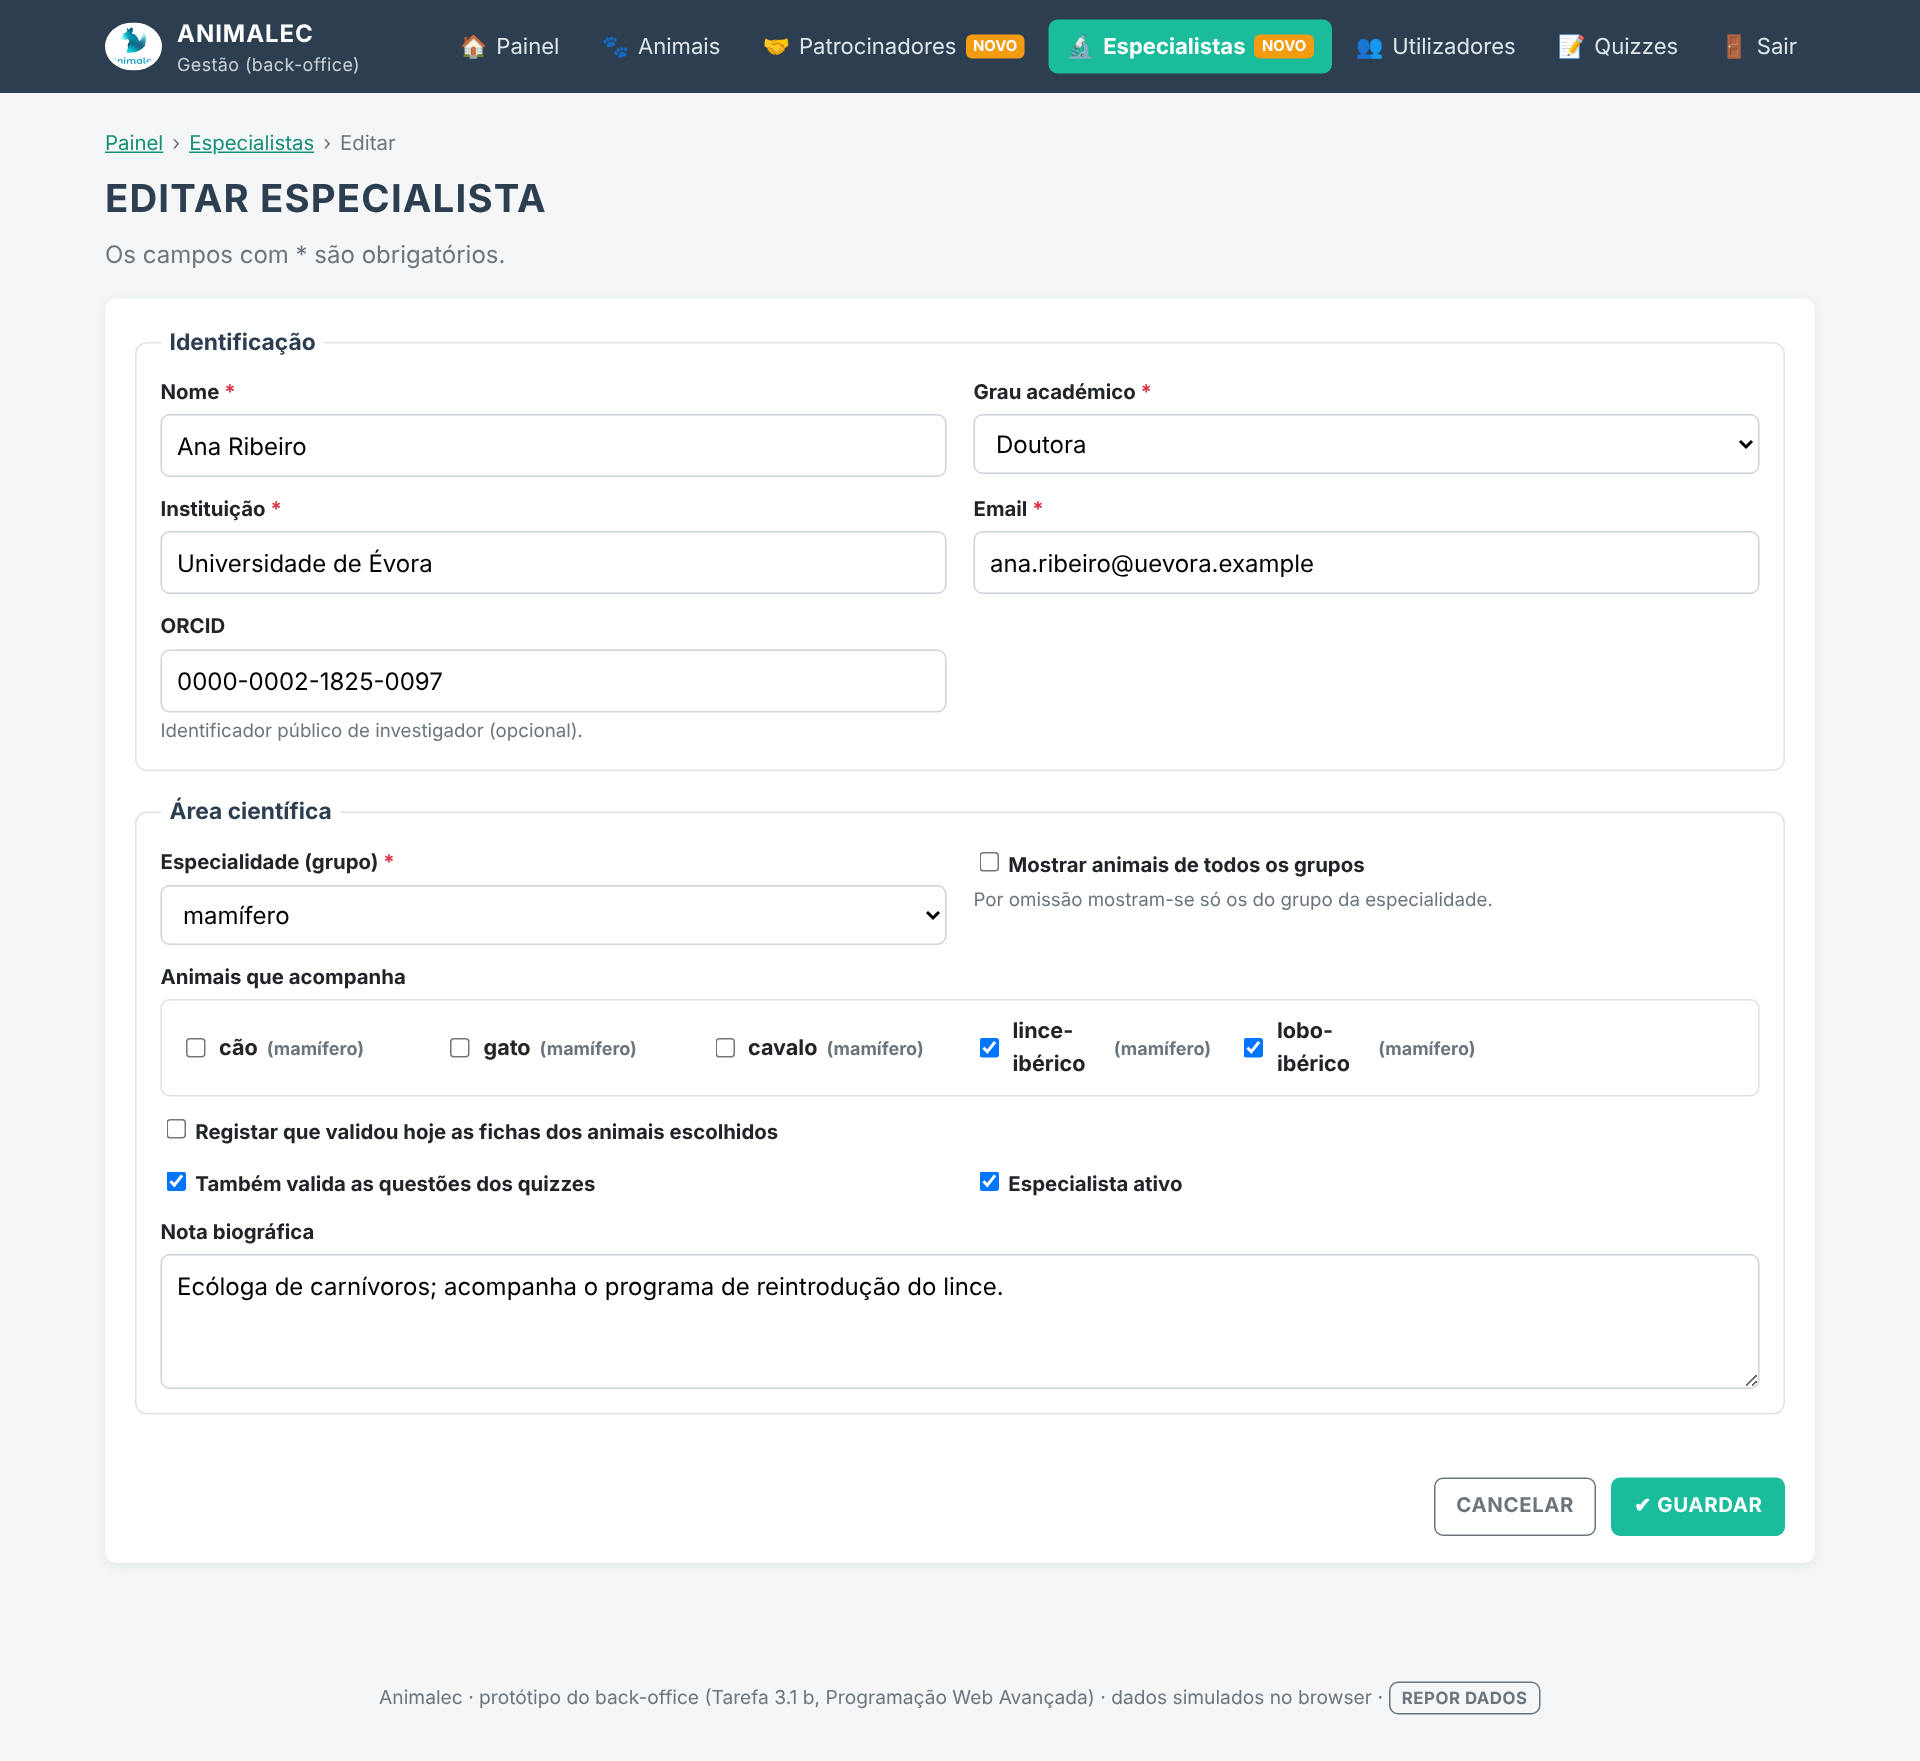 ANIMALEC
Gestão (back-office)
Painel
Animais
Patrocinadores NOVO
Especialistas NOVO
Utilizadores
Quizzes
Sair
Painel › Especialistas › Editar
EDITAR ESPECIALISTA
Os campos com * são obrigatórios.
Identificação
Nome *
Ana Ribeiro
Grau académico *
Doutora
Instituição *
Universidade de Évora
Email *
ana.ribeiro@uevora.example
ORCID
0000-0002-1825-0097
Identificador público de investigador (opcional).
Área científica
Especialidade (grupo) *
mamífero
Mostrar animais de todos os grupos
Por omissão mostram-se só os do grupo da especialidade.
Animais que acompanha
cão (mamífero)
gato (mamífero)
cavalo (mamífero)
lince-
ibérico (mamífero)
lobo-
ibérico (mamífero)
Registar que validou hoje as fichas dos animais escolhidos
Também valida as questões dos quizzes
Especialista ativo
Nota biográfica
Ecóloga de carnívoros; acompanha o programa de reintrodução do lince.
CANCELAR
✔ GUARDAR
Animalec · protótipo do back-office (Tarefa 3.1 b, Programação Web Avançada) · dados simulados no browser · REPOR DADOS